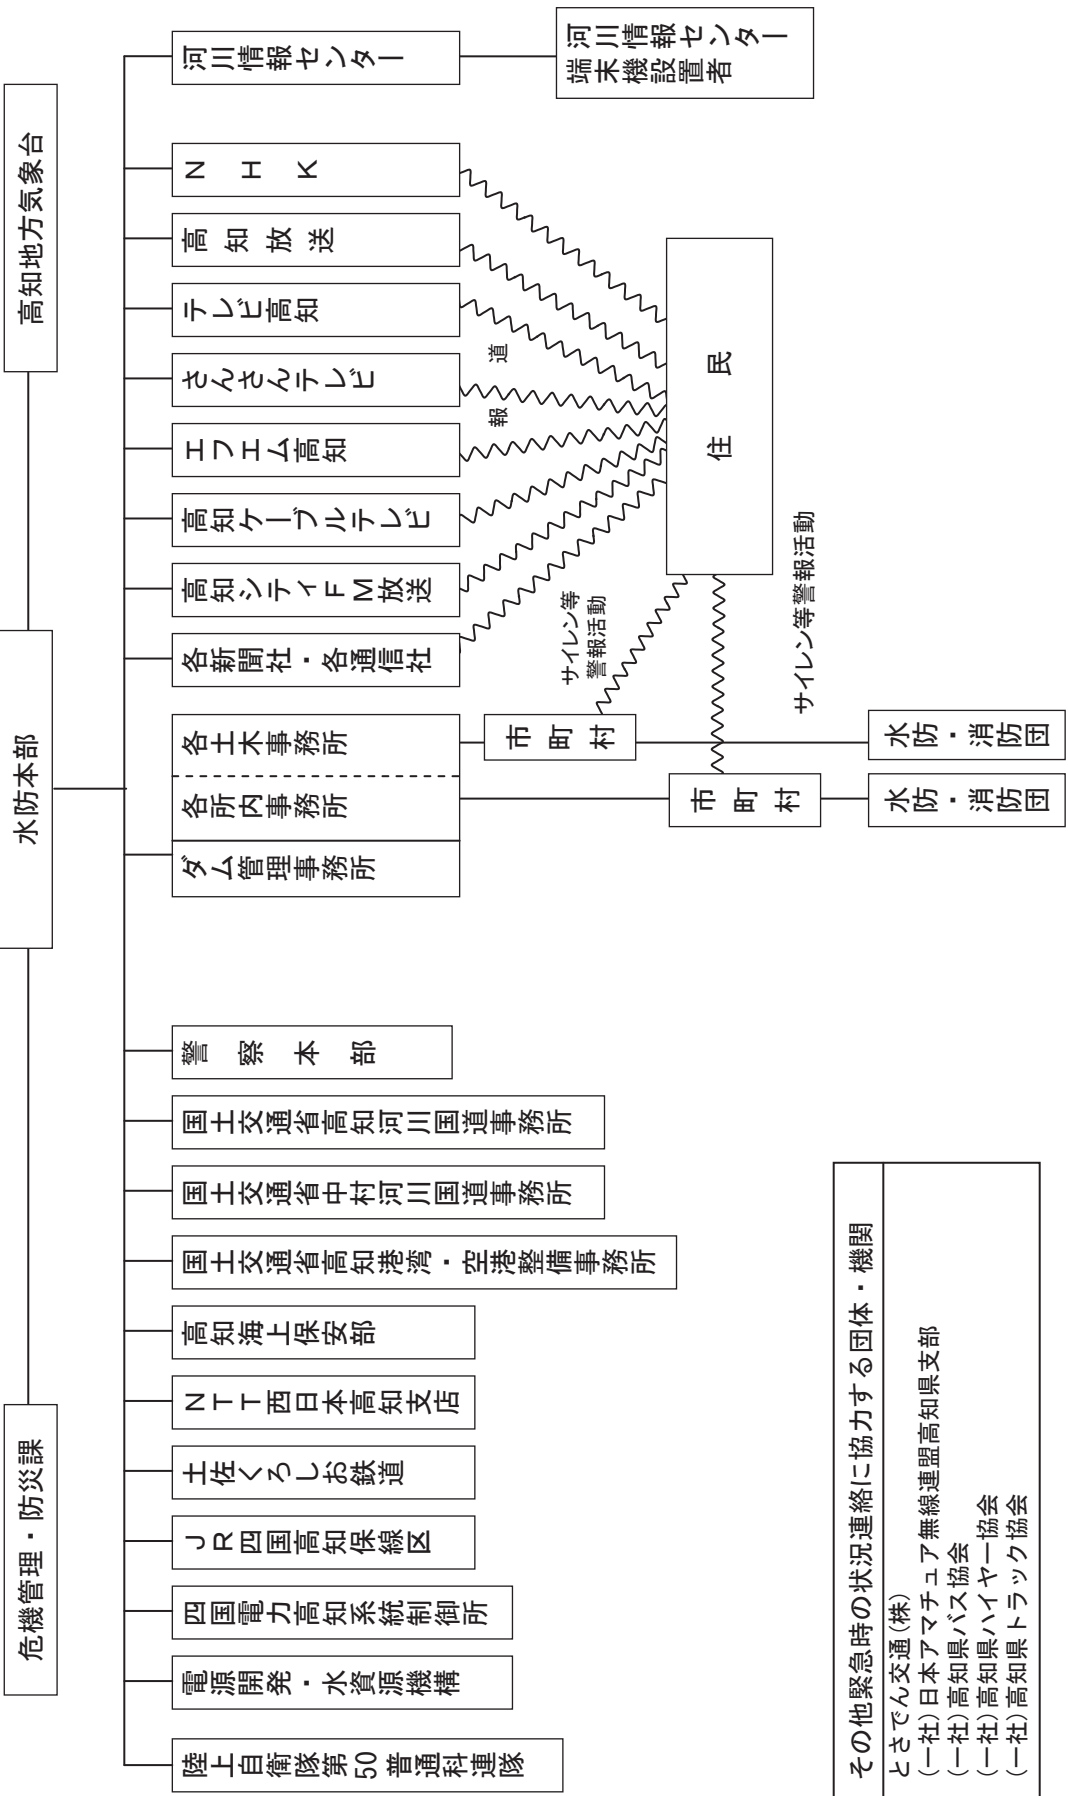 危機管理・防災課
水防本部
高知地方気象台
陸上自衛隊第50普通科連隊
電源開発・水資源機構
四国電力高知系統制御所
JR四国高知保線区
土佐くろしお鉄道
NTT西日本高知支店
高知海上保安部
国土交通省高知港湾・空港整備事務所
国土交通省中村河川国道事務所
国土交通省高知河川国道事務所
警察本部
ダム管理事務所
各所内事務所
各土木事務所
各新聞社・各通信社
高知シティFM放送
高知ケーブルテレビ
エフエム高知
さんさんテレビ
テレビ高知
高知放送
NHK
河川情報センター
河川情報センター
端末機設置者
報道
市町村
サイレン等
警報活動
住民
市町村
サイレン等警報活動
水防・消防団
水防・消防団
その他緊急時の状況連絡に協力する団体・機関
とさでん交通(株)
(一社)日本アマチュア無線連盟高知県支部
(一社)高知県バス協会
(一社)高知県ハイヤー協会
(一社)高知県トラック協会